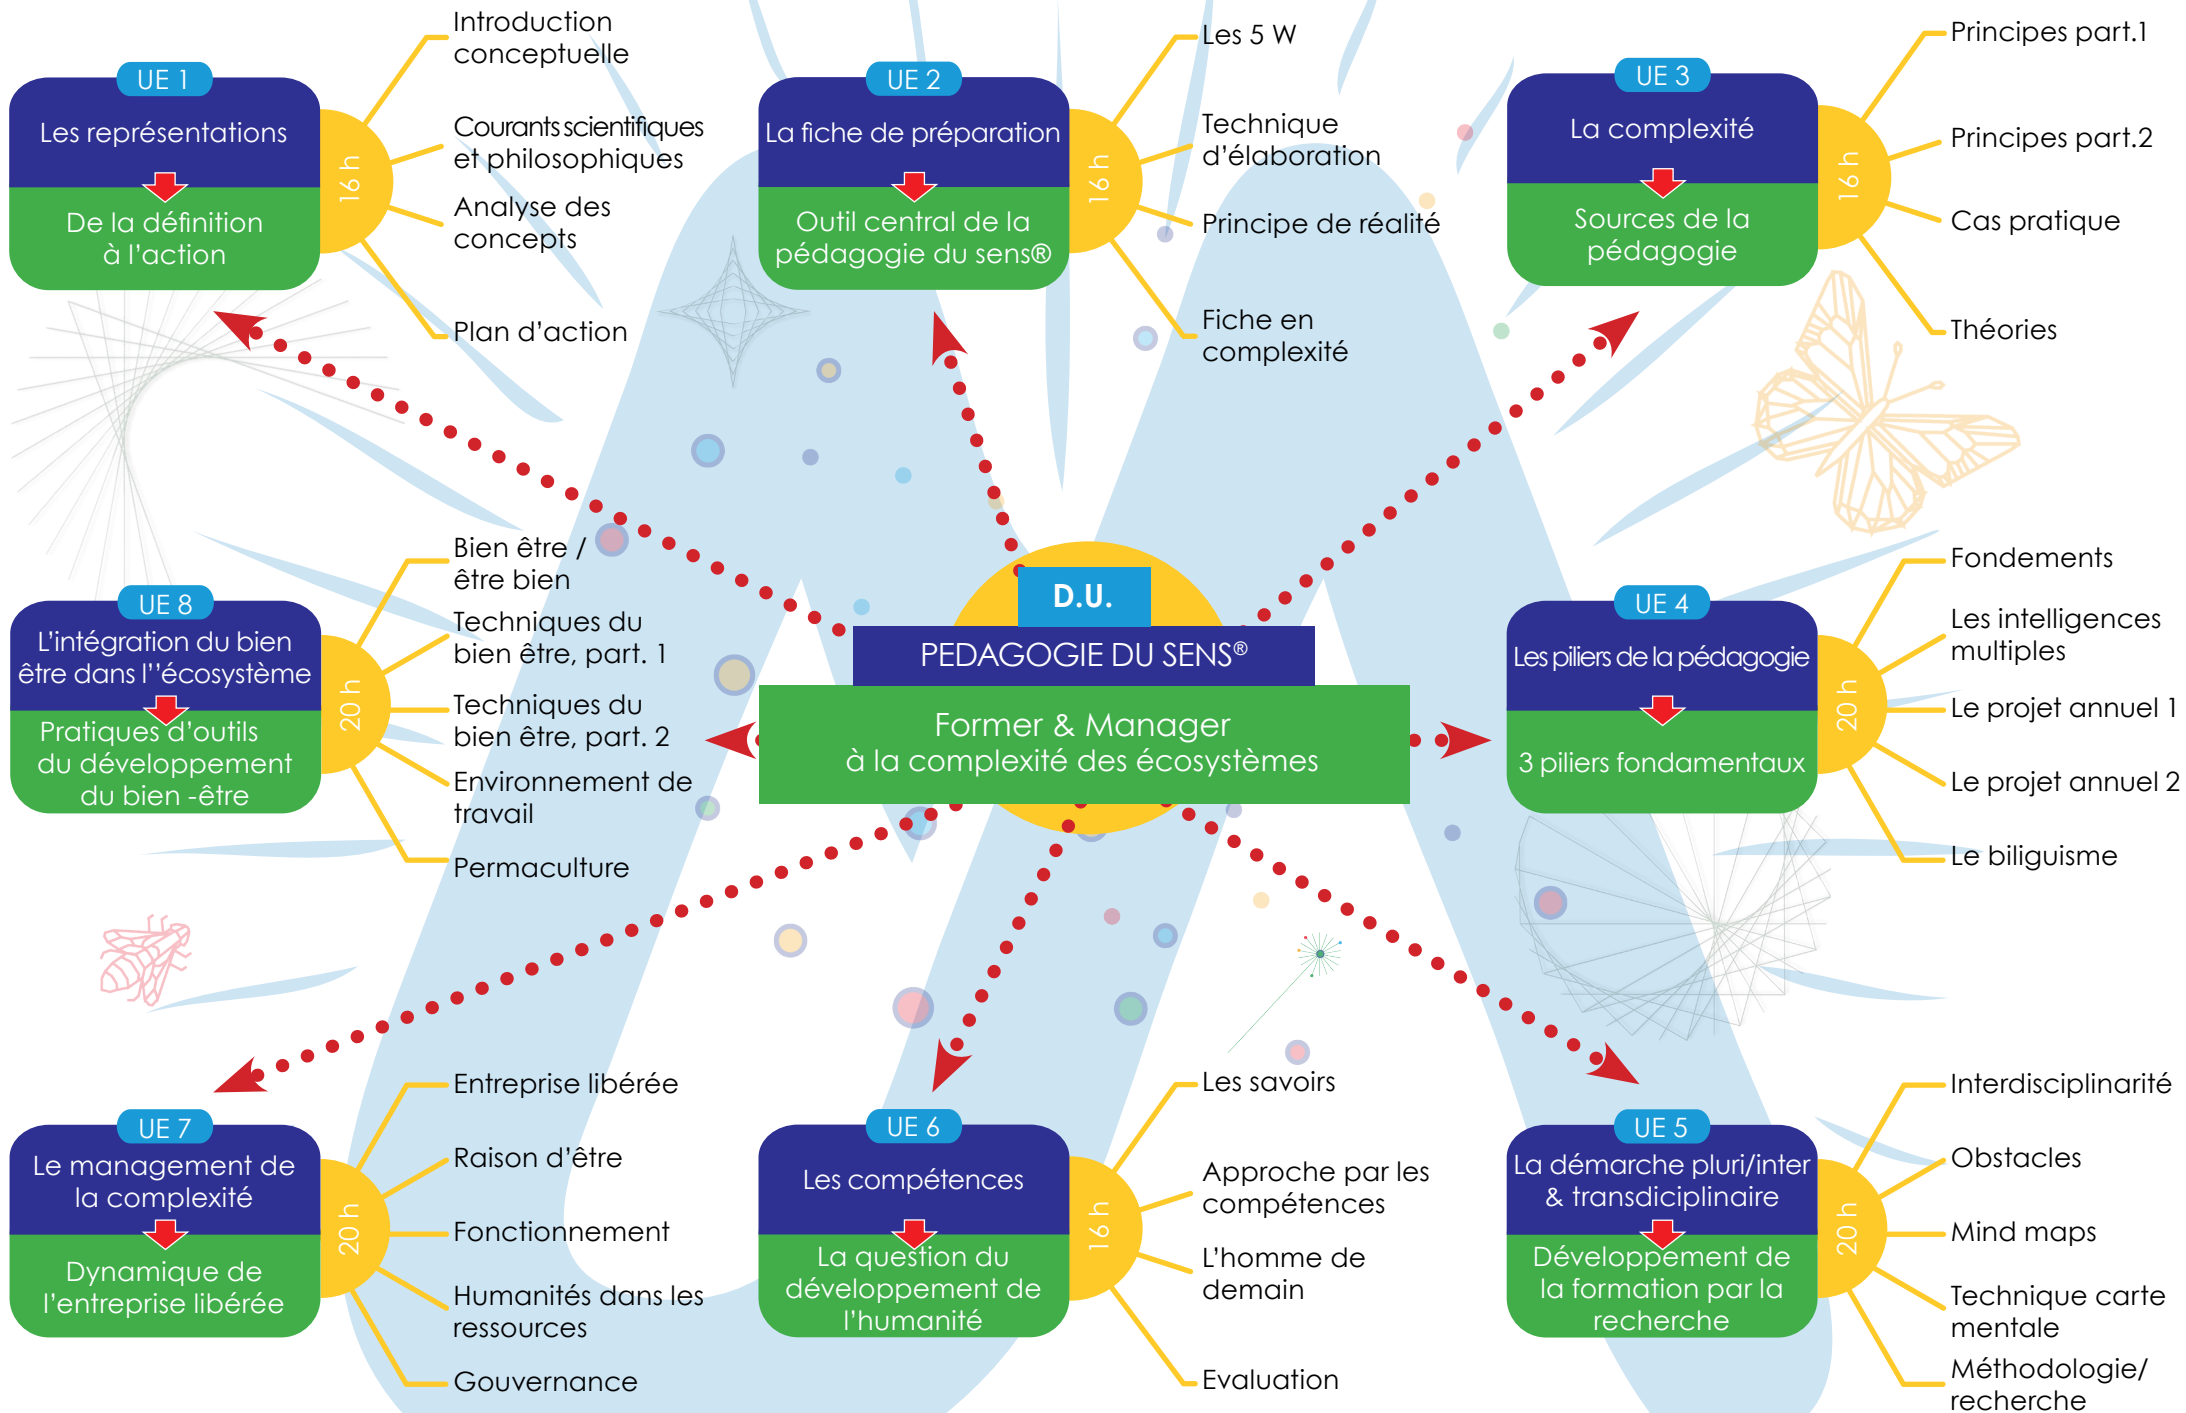 UE 1
Les représentations
De la définition
à l'action
16 h
Introduction
conceptuelle
Courants scientifiques
et philosophiques
Analyse des
concepts
Plan d'action
UE 2
La fiche de préparation
Outil central de la
pédagogie du sens®
16 h
Les 5 W
Technique
d'élaboration
Principe de réalité
Fiche en
complexité
UE 3
La complexité
Sources de la
pédagogie
16 h
Principes part.1
Principes part.2
Cas pratique
Théories
UE 8
L'intégration du bien
être dans l''écosystème
Pratiques d'outils
du développement
du bien -être
20 h
Bien être /
être bien
Techniques du
bien être, part. 1
Techniques du
bien être, part. 2
Environnement de
travail
Permaculture
D.U.
PEDAGOGIE DU SENS®
Former & Manager
à la complexité des écosystèmes
UE 4
Les piliers de la pédagogie
3 piliers fondamentaux
20 h
Fondements
Les intelligences
multiples
Le projet annuel 1
Le projet annuel 2
Le biliguisme
UE 7
Le management de
la complexité
Dynamique de
l'entreprise libérée
20 h
Entreprise libérée
Raison d'être
Fonctionnement
Humanités dans les
ressources
Gouvernance
UE 6
Les compétences
La question du
développement de
l'humanité
16 h
Les savoirs
Approche par les
compétences
L'homme de
demain
Evaluation
UE 5
La démarche pluri/inter
& transdiciplinaire
Développement de
la formation par la
recherche
20 h
Interdisciplinarité
Obstacles
Mind maps
Technique carte
mentale
Méthodologie/
recherche